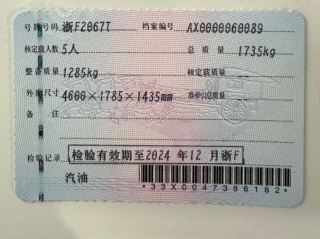 号牌号码 浙F2067T 档案编号 AX0000060089
核定载人数 5人 总质量 1735kg
整备质量 1285kg 核定载质量
外廓尺寸 4600×1785×1435mm 准牵引总质量
备注
检验记录 检验有效期至2024 年12 月浙F
汽油
*33X0047386182*